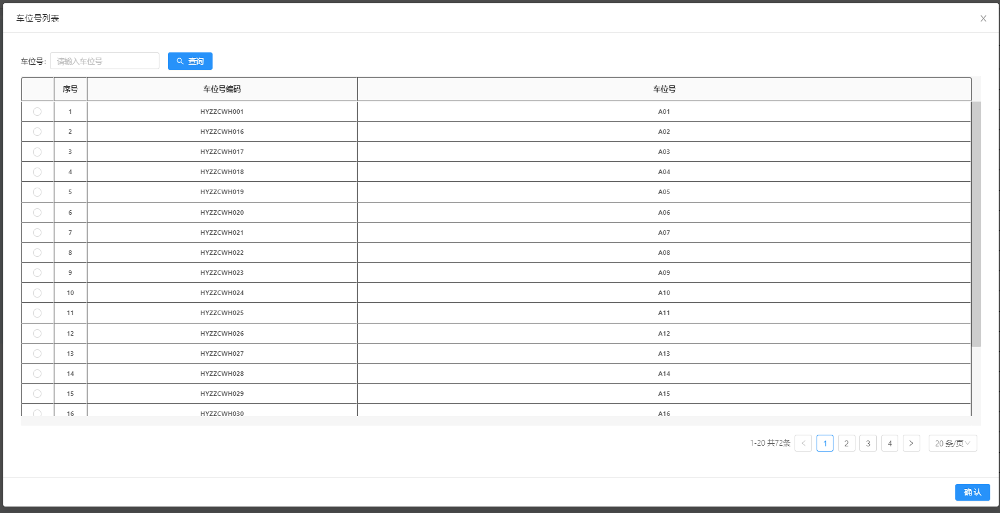 车位号列表
车位号: 请输入车位号 查询
序号 车位号编码 车位号
1 HYZZCWH001 A01
2 HYZZCWH016 A02
3 HYZZCWH017 A03
4 HYZZCWH018 A04
5 HYZZCWH019 A05
6 HYZZCWH020 A06
7 HYZZCWH021 A07
8 HYZZCWH022 A08
9 HYZZCWH023 A09
10 HYZZCWH024 A10
11 HYZZCWH025 A11
12 HYZZCWH026 A12
13 HYZZCWH027 A13
14 HYZZCWH028 A14
15 HYZZCWH029 A15
16 HYZZCWH030 A16
1-20 共72条 1 2 3 4 20 条/页
确 认